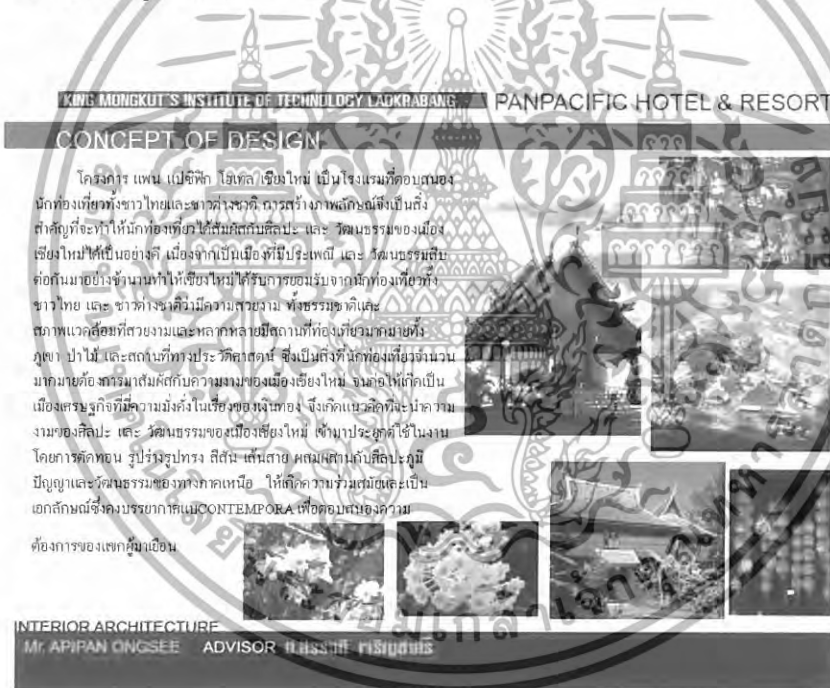 KING MONGKUT'S INSTITUTE OF TECHNOLOGY LADKRABANG PANPACIFIC HOTEL & RESORT
CONCEPT OF DESIGN
โครงการ แพน แปซิฟิก โฮเทล เชียงใหม่ เป็นโรงแรมที่ตอบสนอง
นักท่องเที่ยวทั้งชาวไทยและชาวต่างชาติ การสร้างภาพลักษณ์จึงเป็นสิ่ง
สำคัญที่จะทำให้นักท่องเที่ยวได้สัมผัสกับศิลปะ และ วัฒนธรรมของเมือง
เชียงใหม่ได้เป็นอย่างดี เนื่องจากเป็นเมืองที่มีประเพณี และ วัฒนธรรมสืบ
ต่อกันมาอย่างช้านานทำให้เชียงใหม่ได้รับการยอมรับจากนักท่องเที่ยวทั้ง
ชาวไทย และ ชาวต่างชาติว่ามีความสวยงาม ทั้งธรรมชาติและ
สภาพแวดล้อมที่สวยงามและหลากหลายมีสถานที่ท่องเที่ยวมากมายทั้ง
ภูเขา ป่าไม้ และสถานที่ทางประวัติศาสตร์ ซึ่งเป็นสิ่งที่นักท่องเที่ยวจำนวน
มากมายต้องการมาสัมผัสกับความงามของเมืองเชียงใหม่ จนก่อให้เกิดเป็น
เมืองเศรษฐกิจที่มีความมั่งคั่งในเรื่องของเงินทอง จึงเกิดแนวคิดที่จะนำความ
งามของศิลปะ และ วัฒนธรรมของเมืองเชียงใหม่ เข้ามาประยุกต์ใช้ในงาน
โดยการตัดทอน รูปร่างรูปทรง สีสัน เส้นสาย ผสมผสานกับศิลปะภูมิ
ปัญญาและวัฒนธรรมของทางภาคเหนือ ให้เกิดความร่วมสมัยและเป็น
เอกลักษณ์ซึ่งคงบรรยากาศแบบCONTEMPORA เพื่อตอบสนองความ
ต้องการของแขกผู้มาเยือน
INTERIOR ARCHITECTURE
Mr. APIPAN ONGSEE ADVISOR